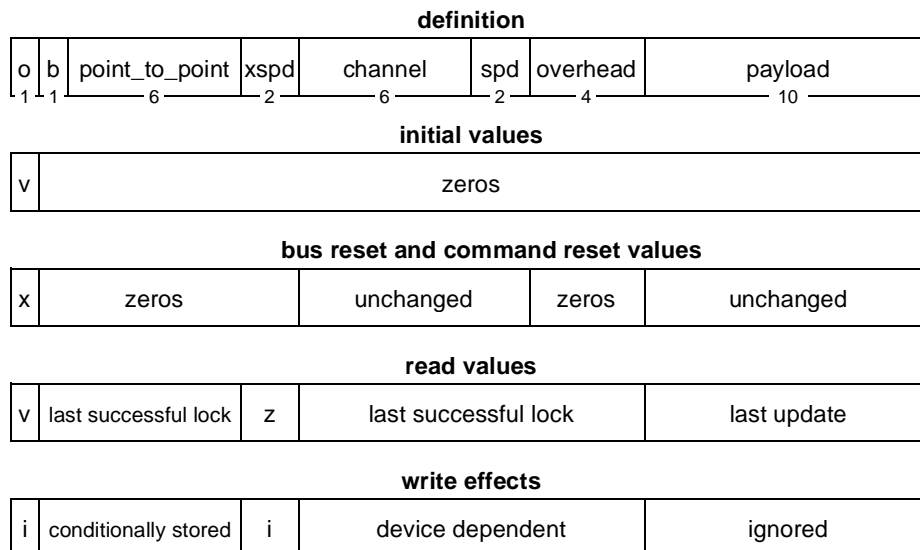 definition
o b point_to_point xspd channel spd overhead payload
1 1 6 2 6 2 4 10
initial values
v zeros
bus reset and command reset values
x zeros unchanged zeros unchanged
read values
v last successful lock z last successful lock last update
write effects
i conditionally stored i device dependent ignored